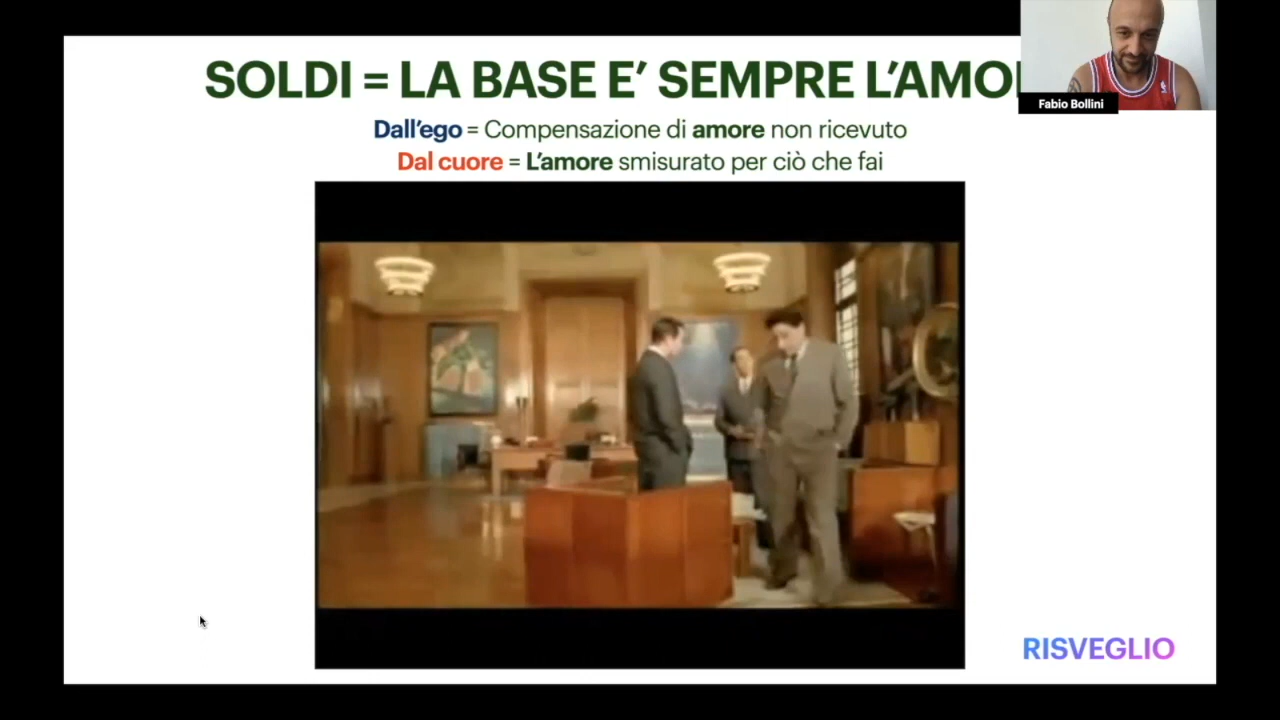 SOLDI = LA BASE E’ SEMPRE L’AMO
Fabio Bollini
Dall’ego = Compensazione di amore non ricevuto
Dal cuore = L’amore smisurato per ciò che fai
RISVEGLIO